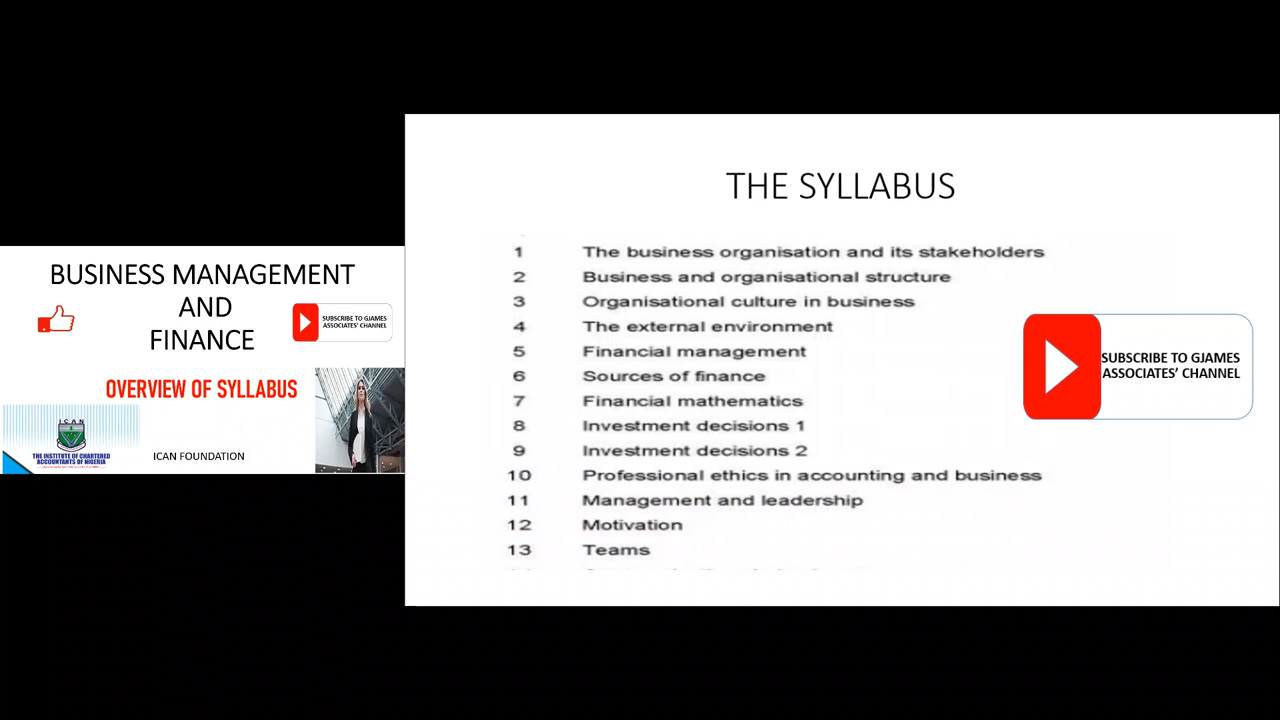 BUSINESS MANAGEMENT
AND
FINANCE
SUBSCRIBE TO GJAMES
ASSOCIATES' CHANNEL
OVERVIEW OF SYLLABUS
ICAN
THE INSTITUTE OF CHARTERED
ACCOUNTANTS OF NIGERIA
ICAN FOUNDATION
THE SYLLABUS
1 The business organisation and its stakeholders
2 Business and organisational structure
3 Organisational culture in business
4 The external environment
5 Financial management
6 Sources of finance
7 Financial mathematics
8 Investment decisions 1
9 Investment decisions 2
10 Professional ethics in accounting and business
11 Management and leadership
12 Motivation
13 Teams
SUBSCRIBE TO GJAMES
ASSOCIATES' CHANNEL